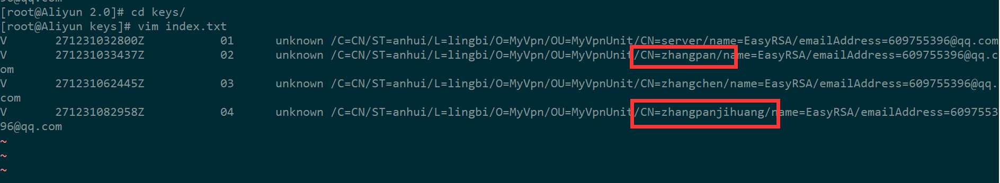 96@qq.com
[root@Aliyun 2.0]# cd keys/
[root@Aliyun keys]# vim index.txt
V       271231032800Z           01      unknown /C=CN/ST=anhui/L=lingbi/O=MyVpn/OU=MyVpnUnit/CN=server/name=EasyRSA/emailAddress=609755396@qq.com
V       271231033437Z           02      unknown /C=CN/ST=anhui/L=lingbi/O=MyVpn/OU=MyVpnUnit/CN=zhangpan/name=EasyRSA/emailAddress=609755396@qq.c
om
V       271231062445Z           03      unknown /C=CN/ST=anhui/L=lingbi/O=MyVpn/OU=MyVpnUnit/CN=zhangchen/name=EasyRSA/emailAddress=609755396@qq.
com
V       271231082958Z           04      unknown /C=CN/ST=anhui/L=lingbi/O=MyVpn/OU=MyVpnUnit/CN=zhangpanjihuang/name=EasyRSA/emailAddress=6097553
96@qq.com
~
~
~